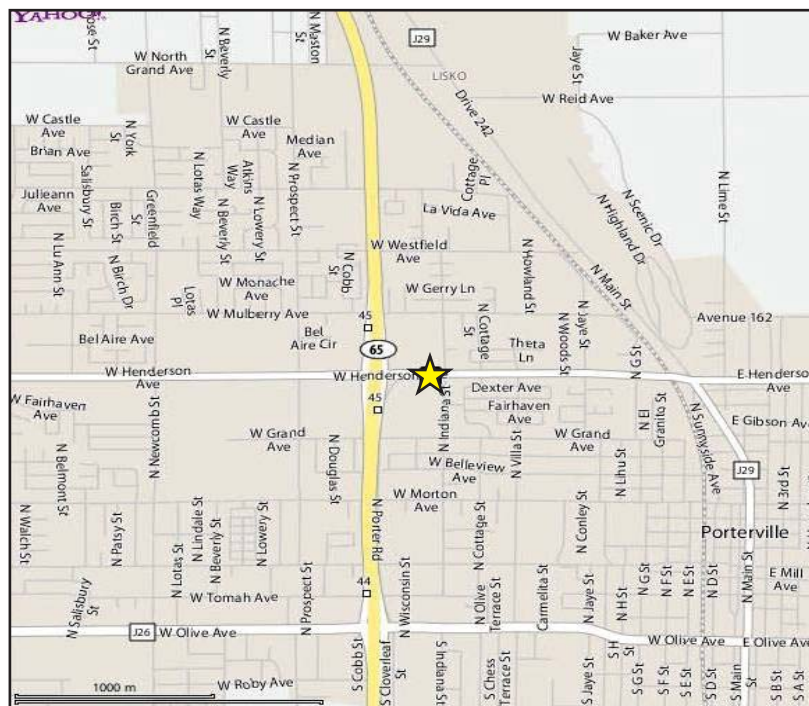 YAHOO!
ose St
W North
Grand Ave
N Beverly
St
N Maston
St
J29
LISKO
Drive 242
Jaye St
W Baker Ave
W Reid Ave
W Castle
Ave
Brian Ave
N York
St
W Castle
Ave
Median
Ave
Julieann
Ave
Salisbury St
Birch St
Greenfield
St
N Lotas Way
Atkins
Way
N Beverly St
N Lowery St
N Prospect St
Cottage
Pl
La Vida Ave
N Scenic Dr
N Highland Dr
N Lime St
N Lu Ann St
N Birch Dr
Lotas
Pl
W Monache
Ave
W Mulberry Ave
N Cobb
St
W Westfield
Ave
W Gerry Ln
N Howland St
N Main St
Avenue 162
Bel Aire Ave
Bel
Aire Cir
45
65
N Cottage
St
Theta
Ln
N Woods St
N Jaye St
N G St
W Henderson
Ave
W Henderson
E Henderson
Ave
Dexter Ave
45
W Fairhaven
Ave
N Newcomb St
N Indiana St
Fairhaven
Ave
N El
Granito St
E Gibson Av
W Grand
Ave
N Douglas St
N Villa St
W Grand
Ave
N Sunnyside Ave
N Belmont St
W Belleview
Ave
N Lihu St
J29
N 3rd St
W Morton
Ave
N Porter Rd
N Walch St
N Patsy St
N Lotas St
N Lindale St
N Beverly St
N Lowery St
N Cottage St
N Conley St
Porterville
44
N Salisbury
St
W Tomah Ave
N Prospect St
N Wisconsin St
N Olive
Terrace St
Carmelita St
N Jaye St
N H St
N G St
N F St
N E St
N D St
N Main St
E Mill
Ave
J26
W Olive Ave
W Olive Ave
E Olive Ave
W Roby Ave
S Cobb St
S Cloverleaf
St
S Indiana St
S Chess
Terrace St
S Jaye St
S H
St
S G St
S F St
S E St
S D St
S Main
St
S B St
S A St
1000 m